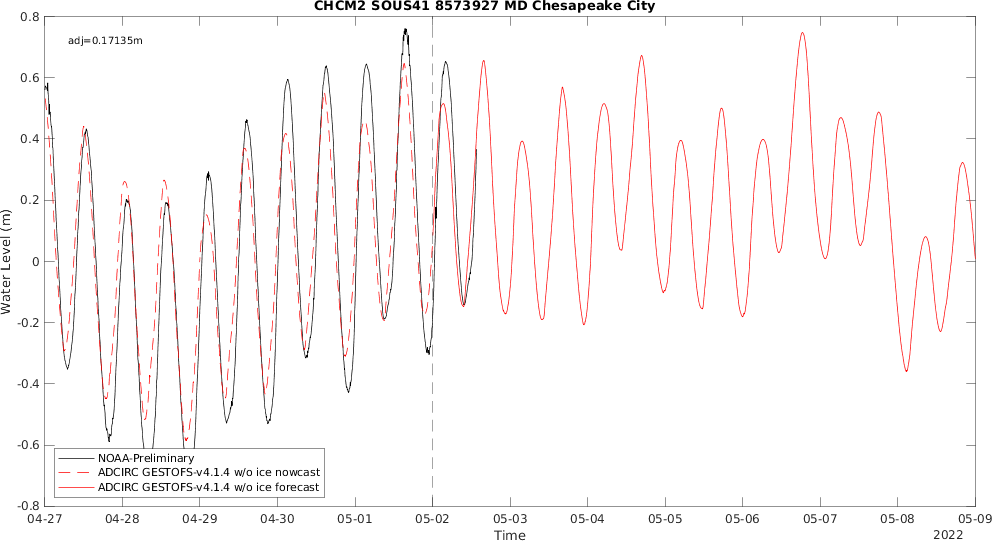 CHCM2 SOUS41 8573927 MD Chesapeake City
adj=0.17135m
0.8
0.6
0.4
0.2
0
-0.2
-0.4
-0.6
-0.8
Water Level (m)
NOAA-Preliminary
ADCIRC GESTOFS-v4.1.4 w/o ice nowcast
ADCIRC GESTOFS-v4.1.4 w/o ice forecast
04-27 04-28 04-29 04-30 05-01 05-02 05-03 05-04 05-05 05-06 05-07 05-08 05-09
Time
2022